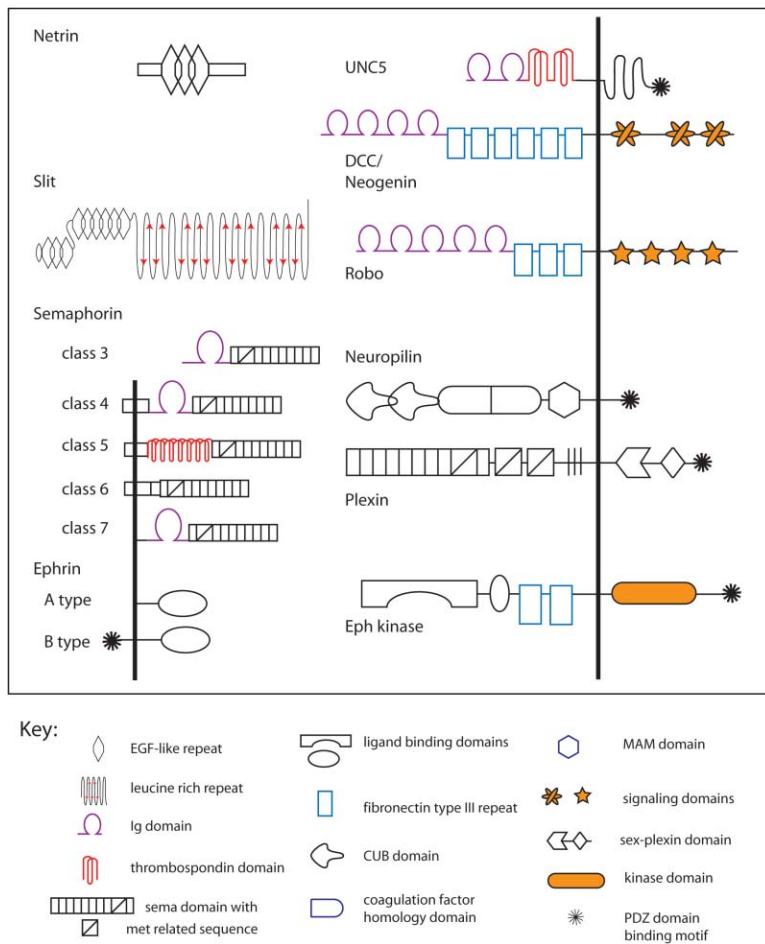 Netrin
UNC5
DCC/
Neogenin
Slit
Robo
Semaphorin
class 3
class 4
class 5
class 6
class 7
Neuropilin
Plexin
Ephrin
A type
B type
Eph kinase
Key:
EGF-like repeat
leucine rich repeat
Ig domain
thrombospondin domain
sema domain with
met related sequence
ligand binding domains
fibronectin type III repeat
CUB domain
coagulation factor
homology domain
MAM domain
signaling domains
sex-plexin domain
kinase domain
PDZ domain
binding motif